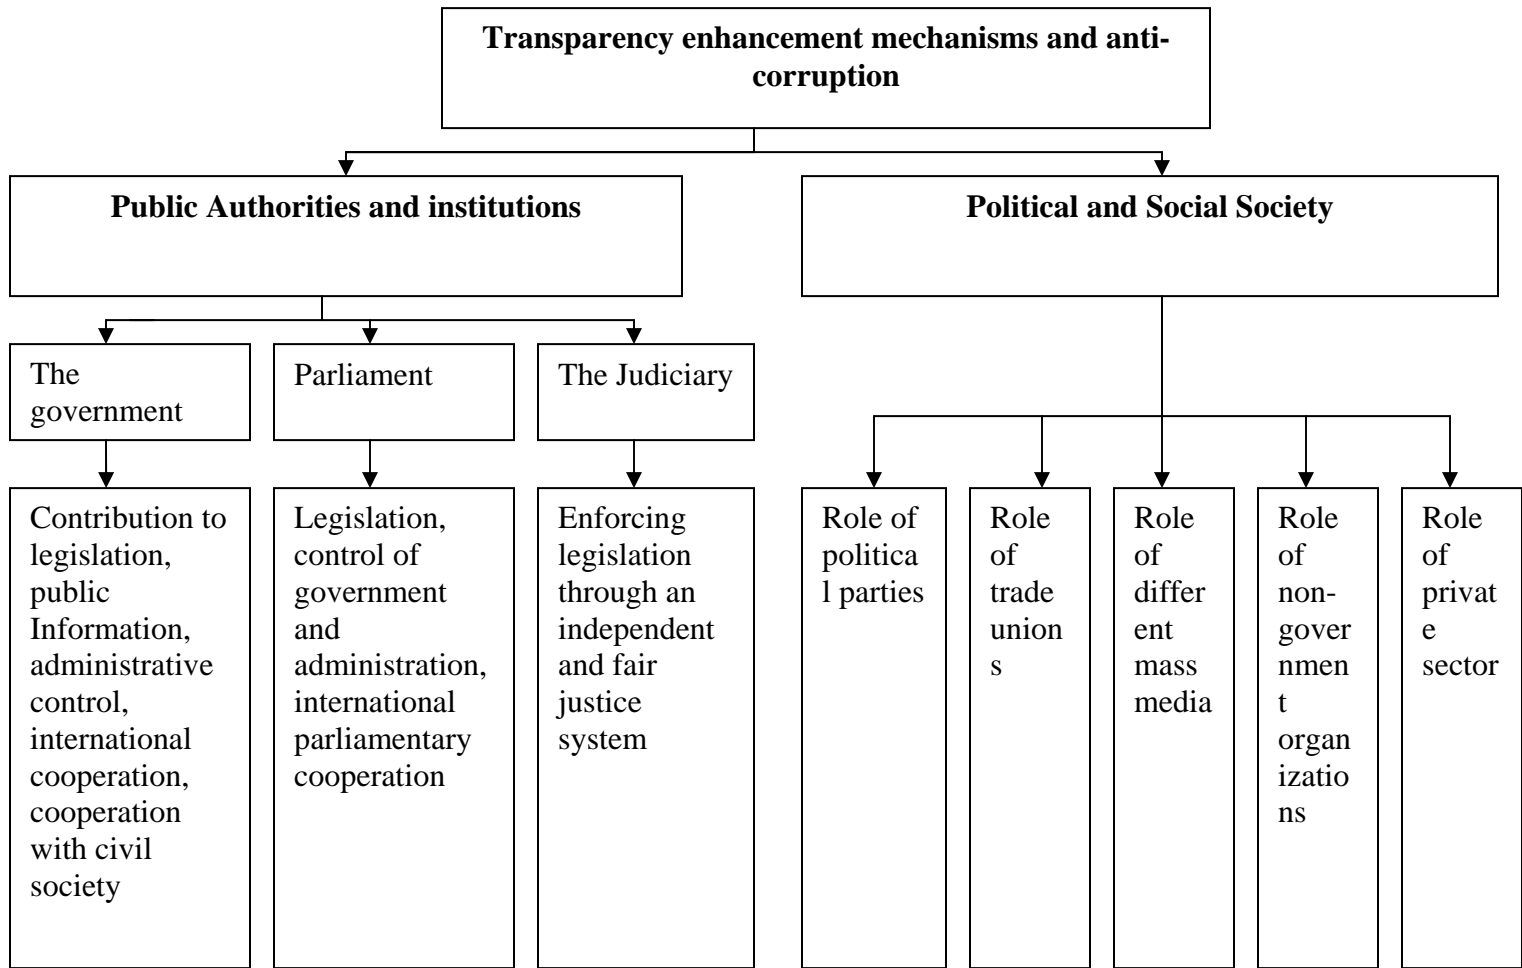 Transparency enhancement mechanisms and anti-
corruption
Public Authorities and institutions
Political and Social Society
The
government
Parliament
The Judiciary
Contribution to
legislation,
public
Information,
administrative
control,
international
cooperation,
cooperation
with civil
society
Legislation,
control of
government
and
administration,
international
parliamentary
cooperation
Enforcing
legislation
through an
independent
and fair
justice
system
Role of
politica
l parties
Role
of
trade
union
s
Role
of
differ
ent
mass
media
Role
of
non-
gover
nmen
t
organ
izatio
ns
Role
of
privat
e
sector